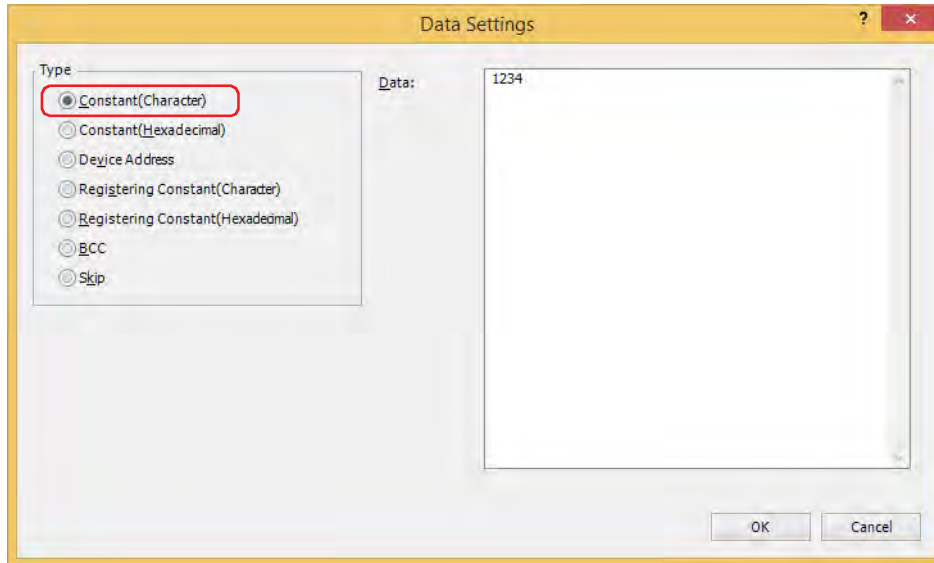 Data Settings
?
×
Type
Constant(Character)
Constant(Hexadecimal)
Device Address
Registering Constant(Character)
Registering Constant(Hexadecimal)
BCC
Skip
Data:
1234
OK
Cancel